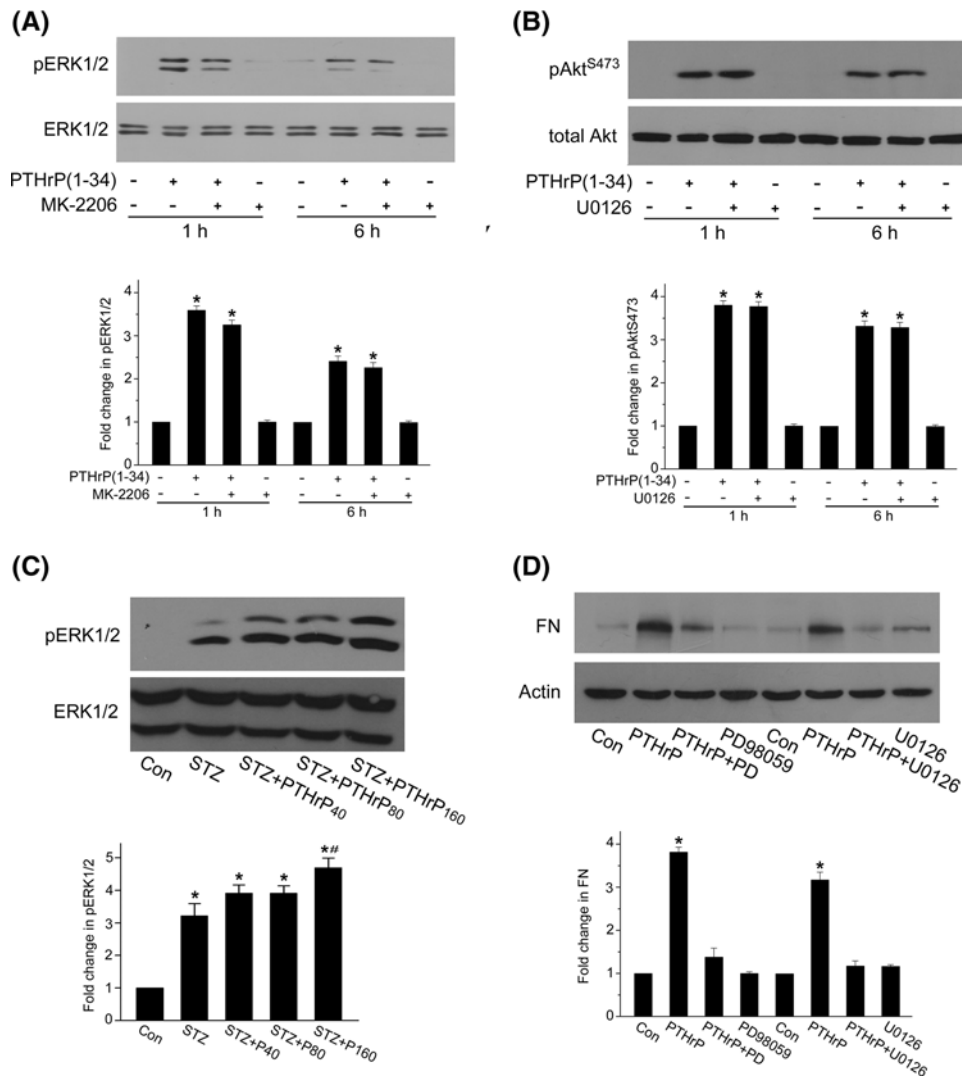 (A)
pERK1/2
ERK1/2
PTHrP(1-34) - + + - - + + -
MK-2206 - - + + - - + +
1 h 6 h
Fold change in pERK1/2
4
3
2
1
0
PTHrP(1-34) - + + - - + + -
MK-2206 - - + + - - + +
1 h 6 h
* * * *
(B)
pAktS473
total Akt
PTHrP(1-34) - + + - - + + -
U0126 - - + + - - + +
1 h 6 h
Fold change in pAktS473
4
3
2
1
0
* * * *
PTHrP(1-34) - + + - - + + -
U0126 - - + + - - + +
1 h 6 h
(C)
pERK1/2
ERK1/2
Con
STZ
STZ+PTHrP40
STZ+PTHrP80
STZ+PTHrP160
Fold change in pERK1/2
5
4
3
2
1
0
* * * *#
Con
STZ
STZ+P40
STZ+P80
STZ+P160
(D)
FN
Actin
Con
PTHrP
PTHrP+PD
PD98059
Con
PTHrP
PTHrP+U0126
U0126
Fold change in FN
4
3
2
1
0
* *
Con
PTHrP
PTHrP+PD
PD98059
Con
PTHrP
PTHrP+U0126
U0126